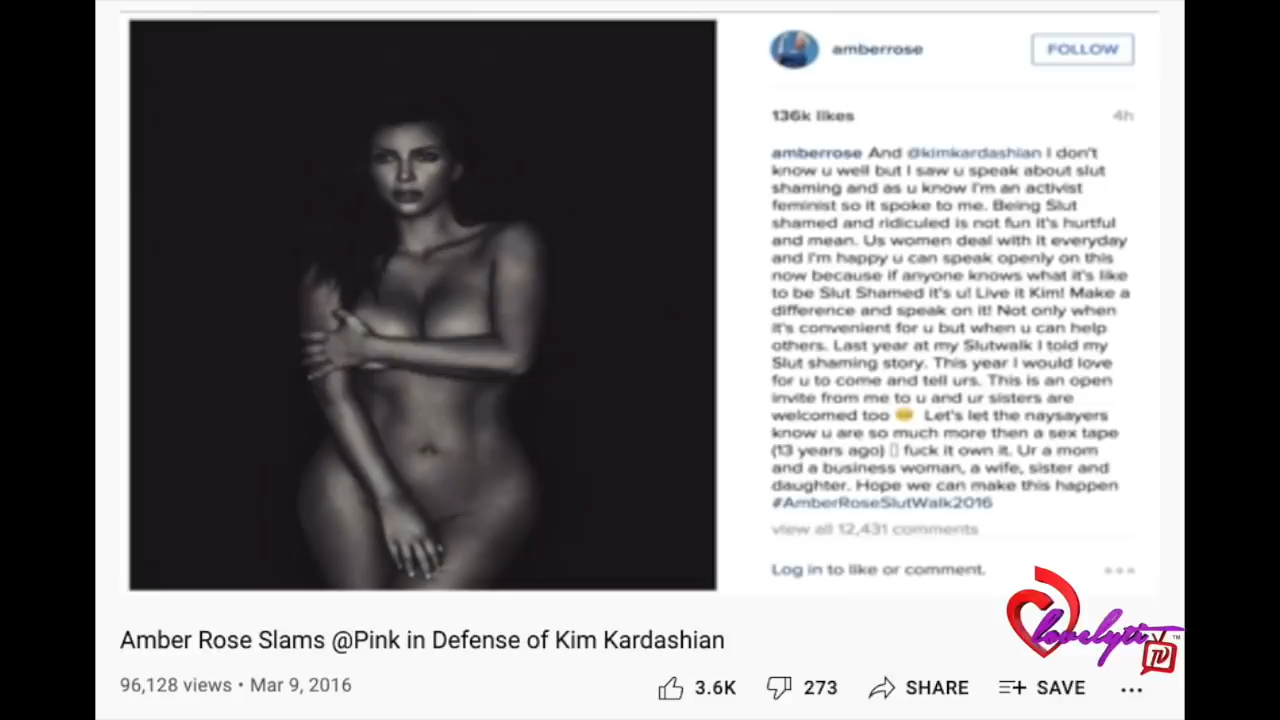 amberrose
FOLLOW
136k likes
4h
amberrose And @kimkardashian I don't
know u well but I saw u speak about slut
shaming and as u know I'm an activist
feminist so it spoke to me. Being Slut
shamed and ridiculed is not fun it's hurtful
and mean. Us women deal with it everyday
and I'm happy u can speak openly on this
now because if anyone knows what it's like
to be Slut Shamed it's u! Live it Kim! Make a
difference and speak on it! Not only when
it's convenient for u but when u can help
others. Last year at my Slutwalk I told my
Slut shaming story. This year I would love
for u to come and tell urs. This is an open
invite from me to u and ur sisters are
welcomed too 😊 Let's let the naysayers
know u are so much more then a sex tape
(13 years ago) fuck it own it. Ur a mom
and a business woman, a wife, sister and
daughter. Hope we can make this happen
#AmberRoseSlutWalk2016
view all 12,431 comments
Log in to like or comment.
lovelyti TV™
Amber Rose Slams @Pink in Defense of Kim Kardashian
96,128 views • Mar 9, 2016
3.6K
273
SHARE
SAVE